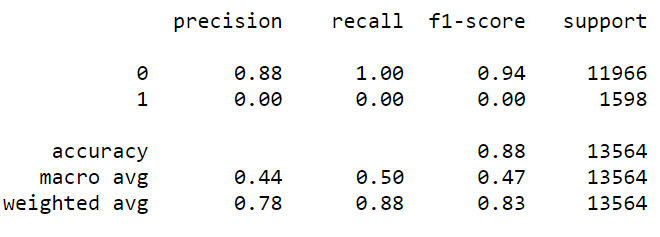 precision recall f1-score support
0 0.88 1.00 0.94 11966
1 0.00 0.00 0.00 1598
accuracy 0.88 13564
macro avg 0.44 0.50 0.47 13564
weighted avg 0.78 0.88 0.83 13564